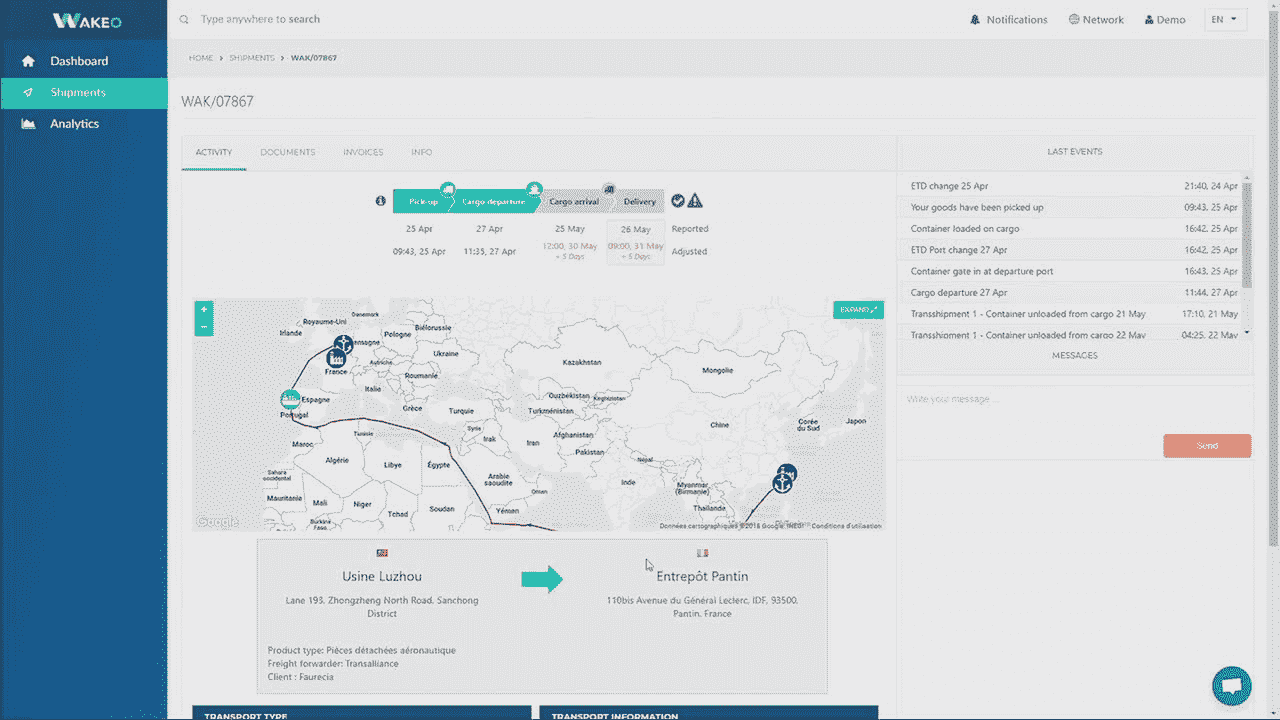 WAKEO
Type anywhere to search
Notifications
Network
Demo
EN
Dashboard
Shipments
Analytics
HOME > SHIPMENTS > WAK/07867
WAK/07867
ACTIVITY
DOCUMENTS
INVOICES
INFO
Pick-up
Cargo departure
Cargo arrival
Delivery
25 Apr
27 Apr
25 May
26 May
Reported
09:43, 25 Apr
11:35, 27 Apr
12:00, 30 May
09:00, 31 May
Adjusted
+ 5 Days
+ 5 Days
+
−
EXPAND
Danemark
Royaume-Uni
Irlande
Pologne
Biélorussie
Ukraine
France
Autriche
Roumanie
Kazakhstan
Mongolie
Italie
Espagne
Portugal
Grèce
Turquie
Ouzbékistan
Kirghizistan
Turkménistan
Chine
Corée
du Sud
Japon
Tunisie
Syrie
Irak
Iran
Afghanistan
Pakistan
Maroc
Algérie
Libye
Égypte
Népal
Sahara
occidental
Arabie
saoudite
Inde
Myanmar
(Birmanie)
Oman
Mauritanie
Mali
Niger
Tchad
Soudan
Yémen
Thaïlande
Burkina
Faso
Google
Données cartographiques ©2018 Google, INEGI
Conditions d'utilisation
Usine Luzhou
Lane 193, Zhongzheng North Road, Sanchong
District
Entrepôt Pantin
110bis Avenue du Général Leclerc, IDF, 93500,
Pantin, France
Product type: Pièces détachées aéronautique
Freight forwarder: Transalliance
Client : Faurecia
TRANSPORT TYPE
TRANSPORT INFORMATION
LAST EVENTS
ETD change 25 Apr 21:40, 24 Apr
Your goods have been picked up 09:43, 25 Apr
Container loaded on cargo 16:42, 25 Apr
ETD Port change 27 Apr 16:42, 25 Apr
Container gate in at departure port 16:43, 25 Apr
Cargo departure 27 Apr 11:44, 27 Apr
Transshipment 1 - Container unloaded from cargo 21 May 17:10, 21 May
Transshipment 1 - Container unloaded from cargo 22 May 04:25, 22 May
MESSAGES
Write your message ...
Send